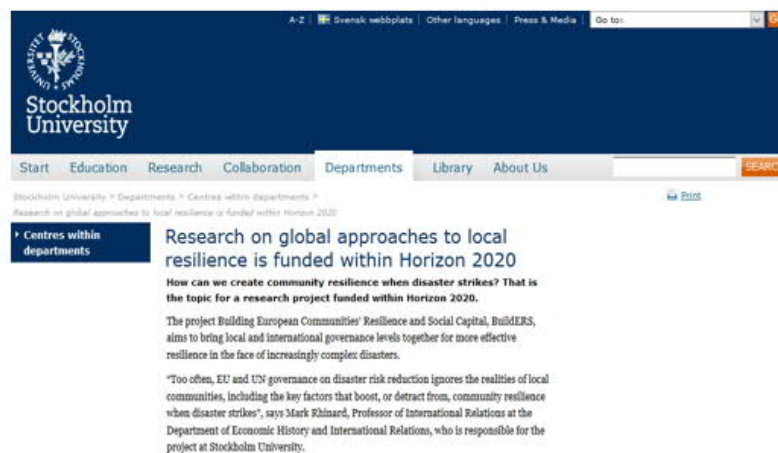 A-Z | Svensk webbplats | Other languages | Press & Media | Go to:
Stockholm
University
Start Education Research Collaboration Departments Library About Us SEARC
Stockholm University > Departments > Centres within departments >
Research on global approaches to local resilience is funded within Horizon 2020
Print
Centres within
departments
Research on global approaches to local
resilience is funded within Horizon 2020
How can we create community resilience when disaster strikes? That is
the topic for a research project funded within Horizon 2020.
The project Building European Communities' Resilience and Social Capital, BuildERS,
aims to bring local and international governance levels together for more effective
resilience in the face of increasingly complex disasters.
"Too often, EU and UN governance on disaster risk reduction ignores the realities of local
communities, including the key factors that boost, or detract from, community resilience
when disaster strikes", says Mark Rhinard, Professor of International Relations at the
Department of Economic History and International Relations, who is responsible for the
project at Stockholm University.